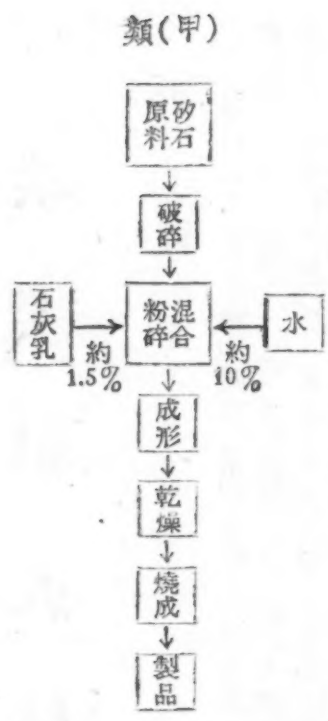 類(甲)
原料矽石
破碎
石灰乳
約
1.5%
粉碎混合
水
約
10%
成形
乾燥
燒成
製品